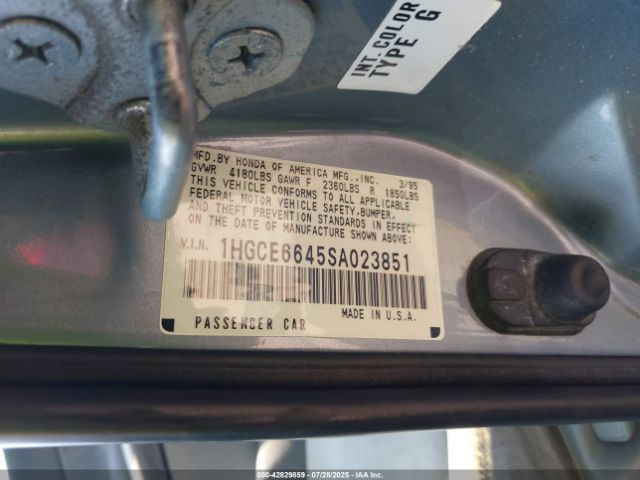 INT. COLOR
TYPE G
MFD. BY HONDA OF AMERICA MFG., INC. 3/95
GVWR 4180LBS GAWR F 2360LBS R 1850LBS
THIS VEHICLE CONFORMS TO ALL APPLICABLE
FEDERAL MOTOR VEHICLE SAFETY, BUMPER,
AND THEFT PREVENTION STANDARDS IN EFFECT
ON THE DATE OF MANUFACTURE SHOWN ABOVE.
V.I.N. 1HGCE6645SA023851
PASSENGER CAR MADE IN U.S.A.
000-42829859 07/28/2025 IAA Inc.